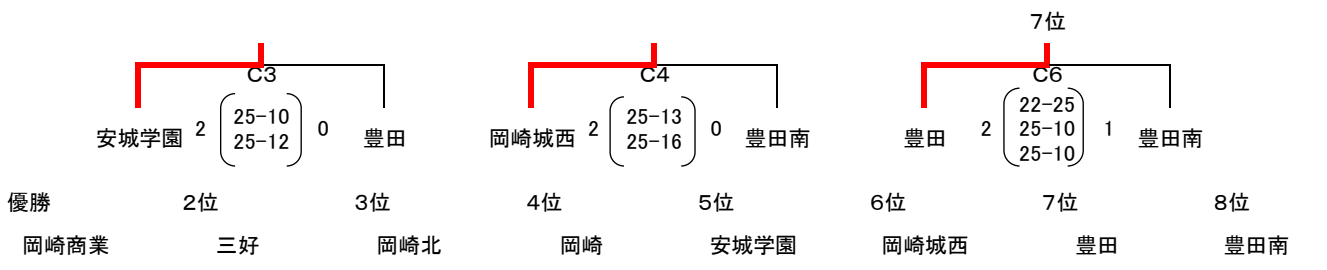 7位
C3 C4 C6
安城学園 2 25-10 25-12 0 豊田
岡崎城西 2 25-13 25-16 0 豊田南
豊田 2 22-25 25-10 25-10 1 豊田南
優勝 2位 3位 4位 5位 6位 7位 8位
岡崎商業 三好 岡崎北 岡崎 安城学園 岡崎城西 豊田 豊田南